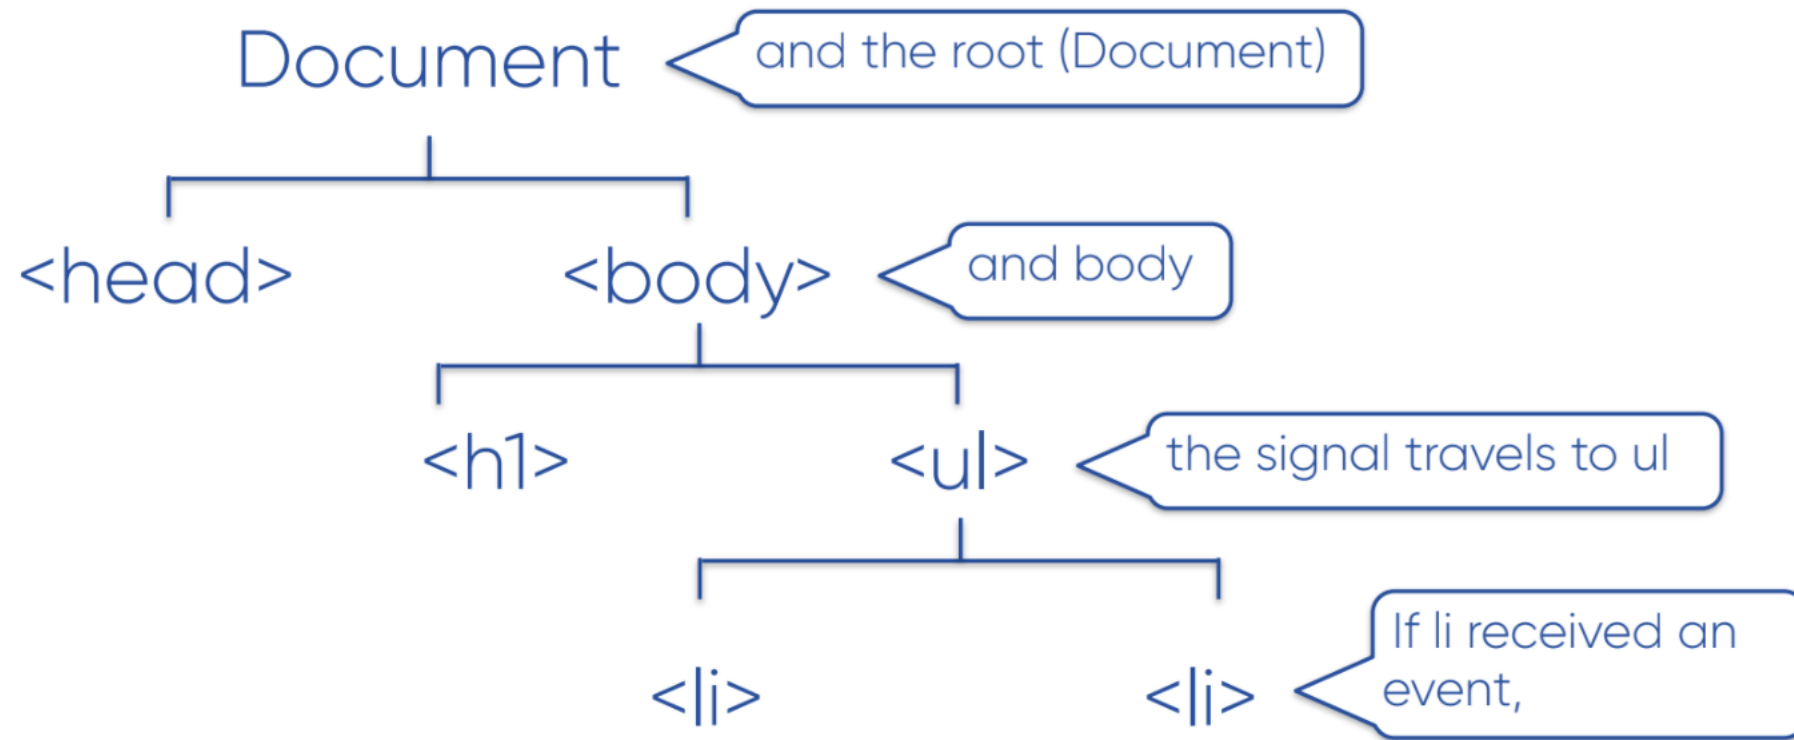 Document
and the root (Document)
<head>
<body>
and body
<h1>
<ul>
the signal travels to ul
<li>
<li>
If li received an
event,